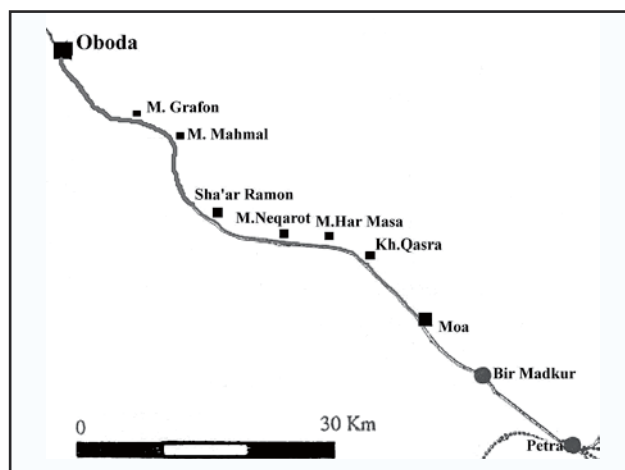 Oboda
M. Grafon
M. Mahmal
Sha'ar Ramon
M.Neqarot
M.Har Masa
Kh.Qasra
Moa
Bir Madkur
Petra
0 30 Km